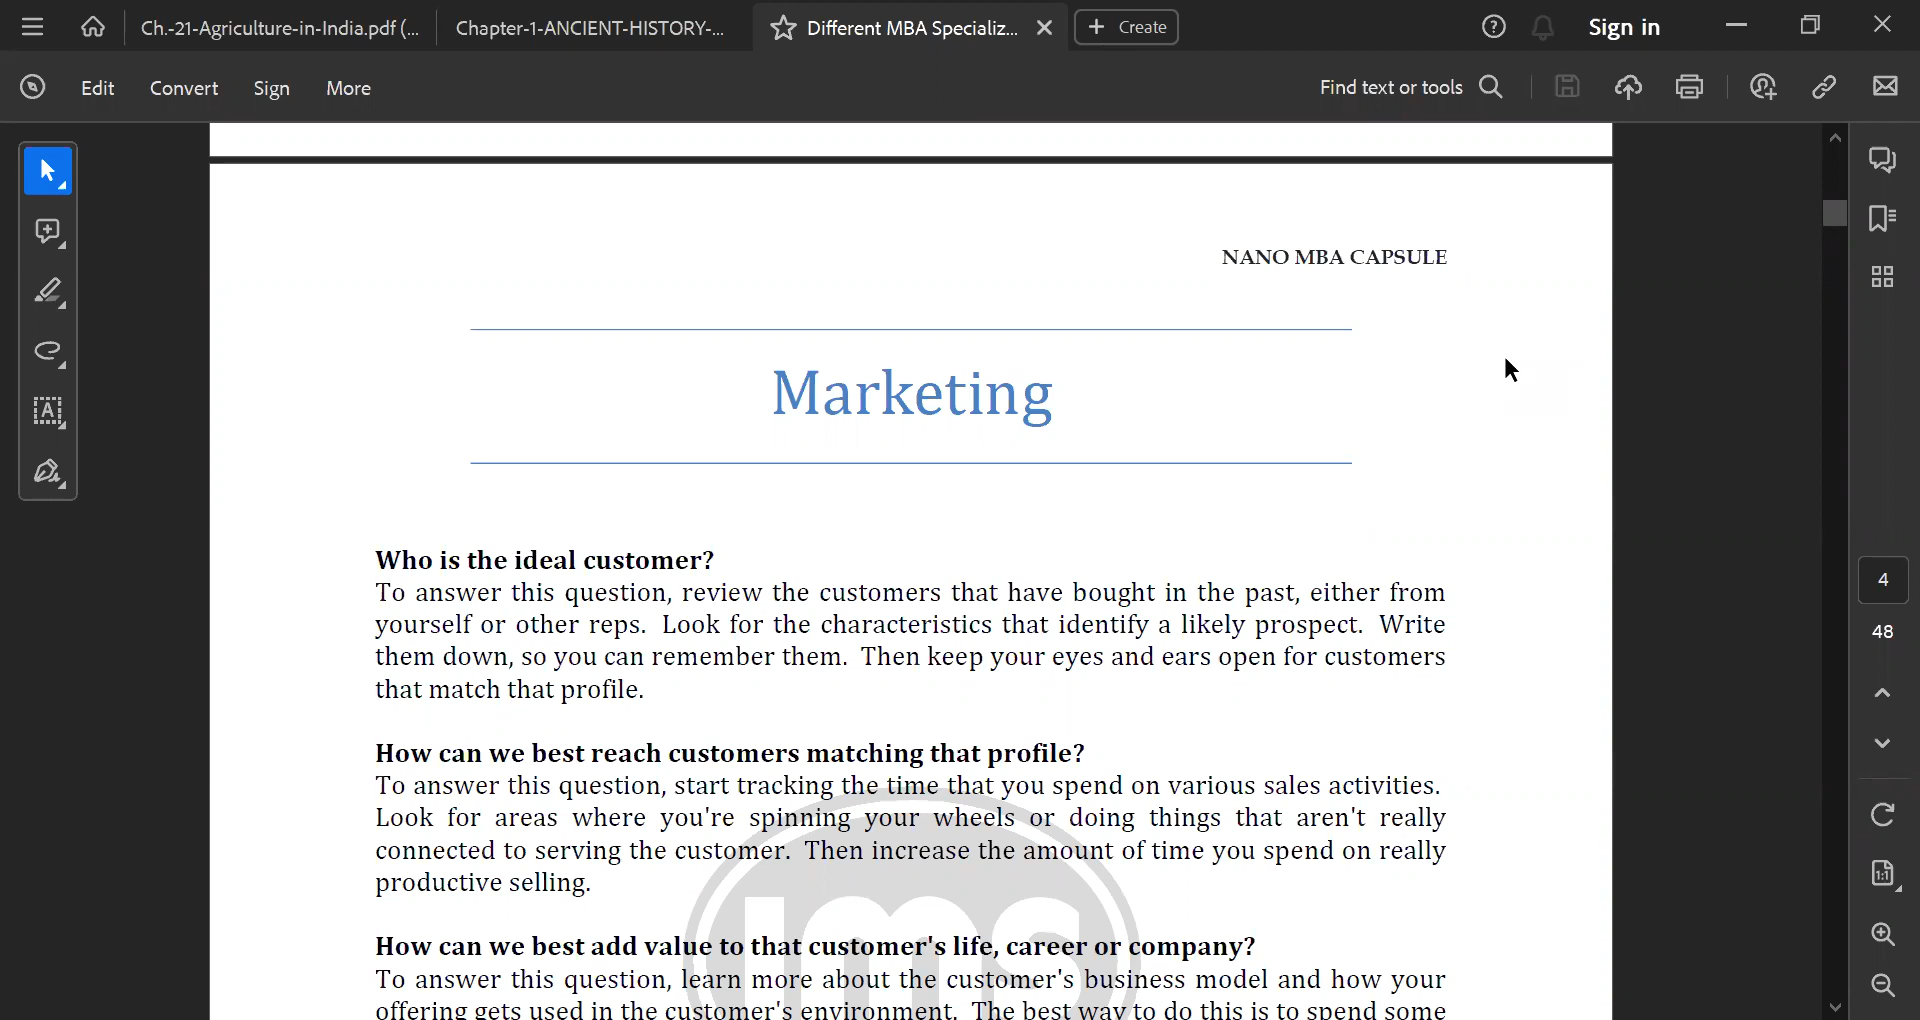 Ch.-21-Agriculture-in-India.pdf (...
Chapter-1-ANCIENT-HISTORY-...
Different MBA Specializ...
Create
Sign in
Edit
Convert
Sign
More
Find text or tools
NANO MBA CAPSULE
Marketing
Who is the ideal customer?
To answer this question, review the customers that have bought in the past, either from
yourself or other reps. Look for the characteristics that identify a likely prospect. Write
them down, so you can remember them. Then keep your eyes and ears open for customers
that match that profile.
How can we best reach customers matching that profile?
To answer this question, start tracking the time that you spend on various sales activities.
Look for areas where you're spinning your wheels or doing things that aren't really
connected to serving the customer. Then increase the amount of time you spend on really
productive selling.
How can we best add value to that customer's life, career or company?
To answer this question, learn more about the customer's business model and how your
offering gets used in the customer's environment. The best way to do this is to spend some
ims
4
48
1:1